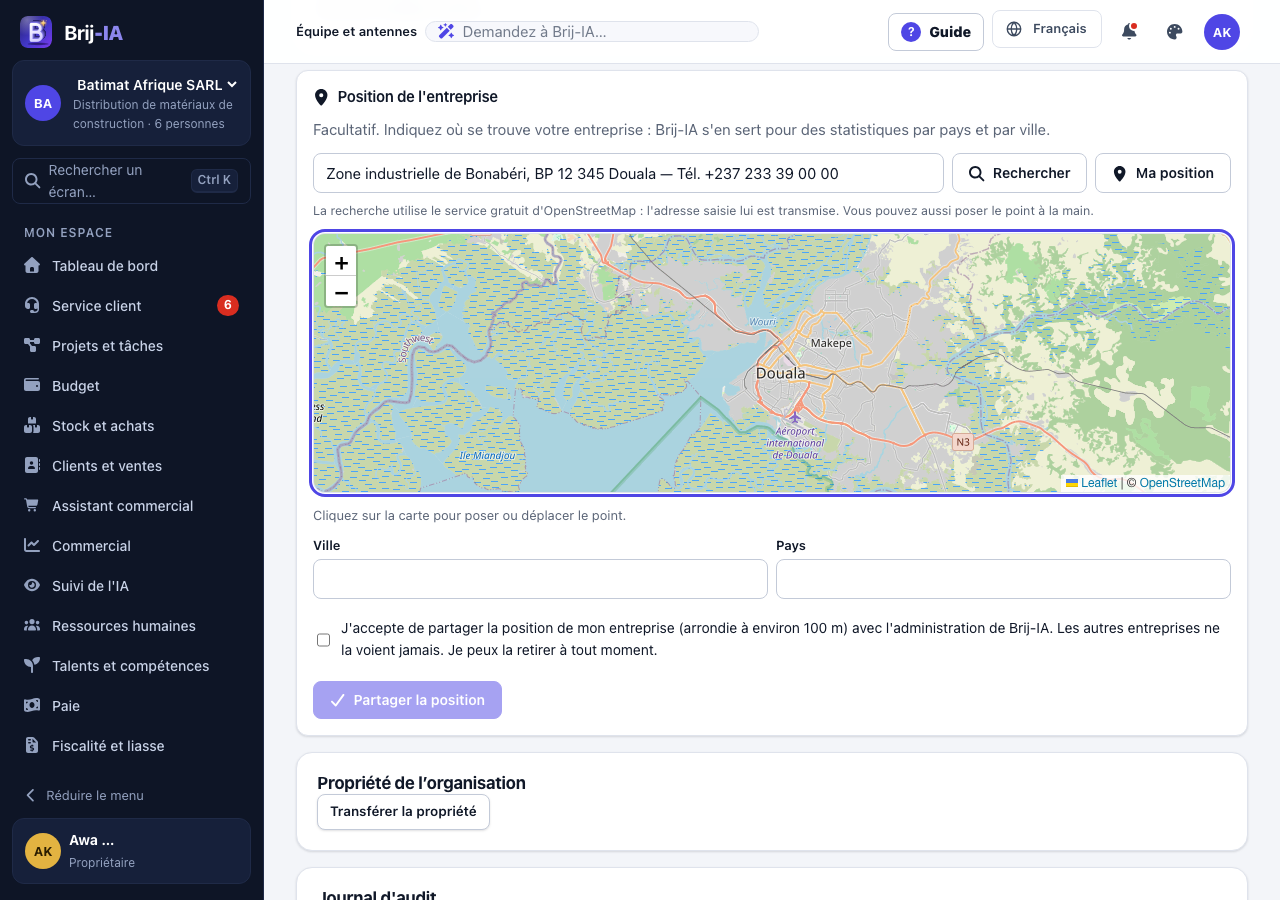 Brij-IA
BA
Batimat Afrique SARL
Distribution de matériaux de
construction · 6 personnes
Rechercher un
écran...
Ctrl K
MON ESPACE
Tableau de bord
Service client
6
Projets et tâches
Budget
Stock et achats
Clients et ventes
Assistant commercial
Commercial
Suivi de l'IA
Ressources humaines
Talents et compétences
Paie
Fiscalité et liasse
Réduire le menu
AK
Awa ...
Propriétaire
Équipe et antennes
Demandez à Brij-IA...
? Guide
Français
AK
Position de l'entreprise
Facultatif. Indiquez où se trouve votre entreprise : Brij-IA s'en sert pour des statistiques par pays et par ville.
Zone industrielle de Bonabéri, BP 12 345 Douala — Tél. +237 233 39 00 00
Rechercher
Ma position
La recherche utilise le service gratuit d'OpenStreetMap : l'adresse saisie lui est transmise. Vous pouvez aussi poser le point à la main.
+
−
Southwest
Wouri
Makepe
Douala
ess
nd
Aéroport
international
de Douala
N3
Ile Miandjou
Leaflet | © OpenStreetMap
Cliquez sur la carte pour poser ou déplacer le point.
Ville
Pays
J'accepte de partager la position de mon entreprise (arrondie à environ 100 m) avec l'administration de Brij-IA. Les autres entreprises ne
la voient jamais. Je peux la retirer à tout moment.
Partager la position
Propriété de l’organisation
Transférer la propriété
Journal d'audit